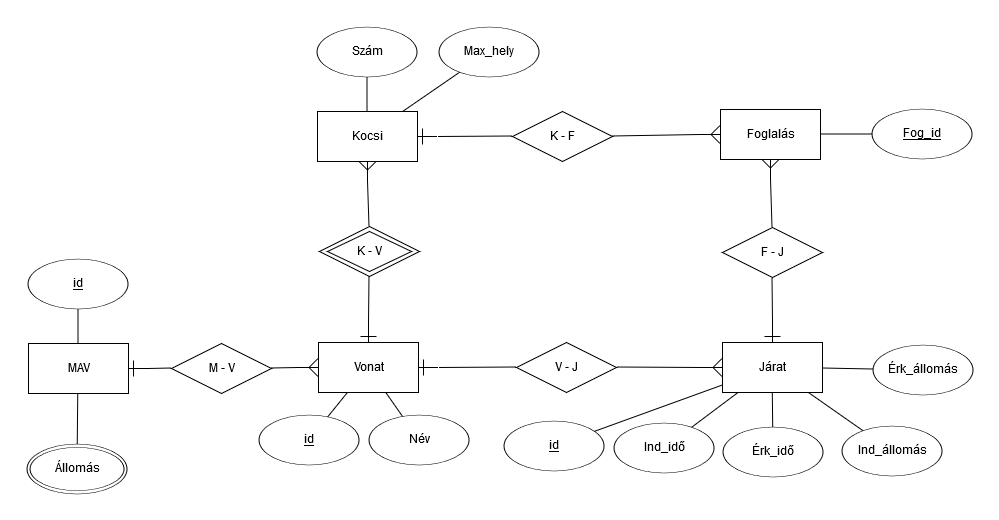 Szám
Max_hely
Kocsi
K - F
Foglalás
Fog_id
K - V
F - J
id
MAV
M - V
Vonat
V - J
Járat
Érk_állomás
Állomás
id
Név
id
Ind_idő
Érk_idő
Ind_állomás